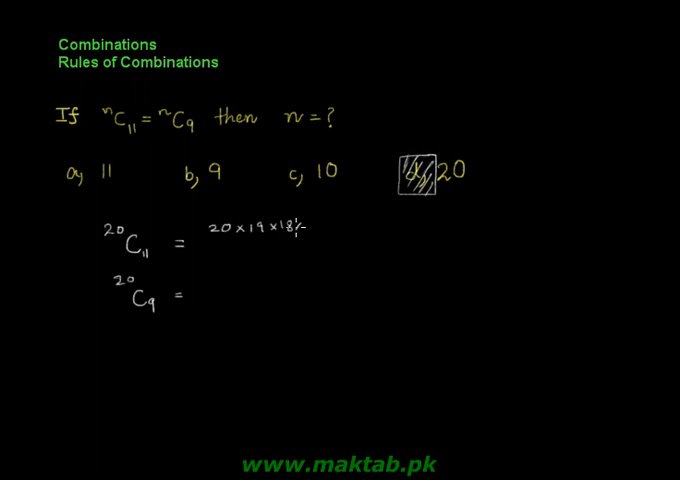 Combinations
Rules of Combinations
If ⁿC₁₁ = ⁿC₉ then n = ?
a, 11 b, 9 c, 10 d, 20
²⁰C₁₁ = 20 × 19 × 18
²⁰C₉ =
www.maktab.pk